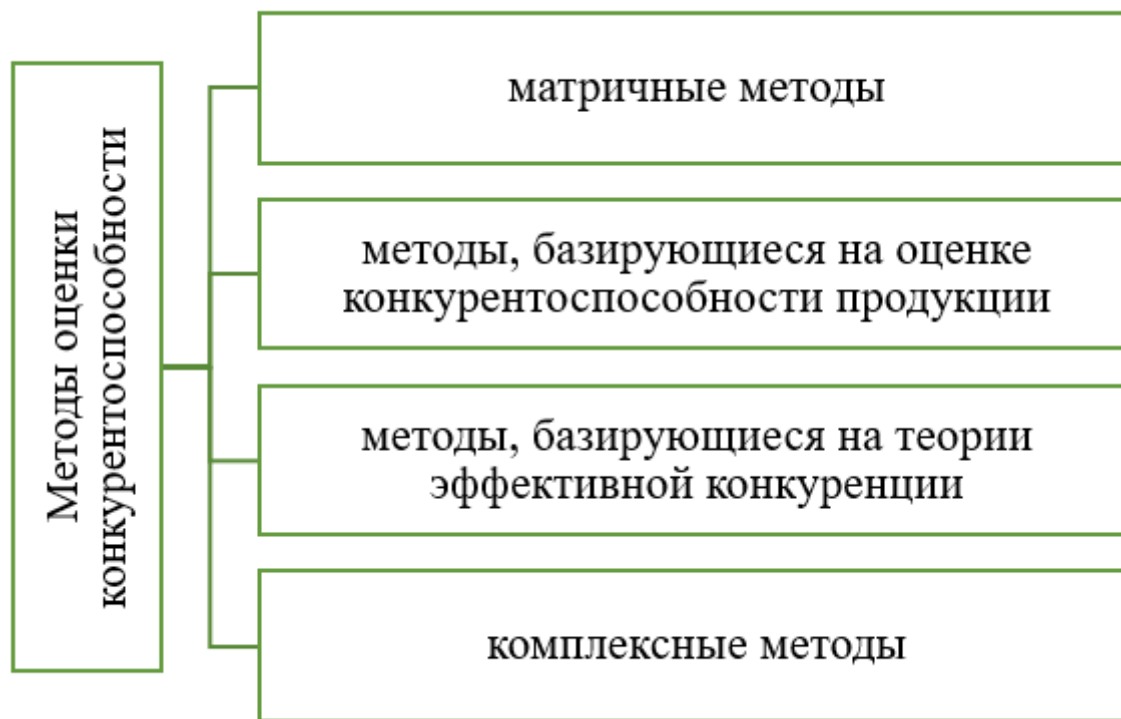 Методы оценки
конкурентоспособности
матричные методы
методы, базирующиеся на оценке
конкурентоспособности продукции
методы, базирующиеся на теории
эффективной конкуренции
комплексные методы